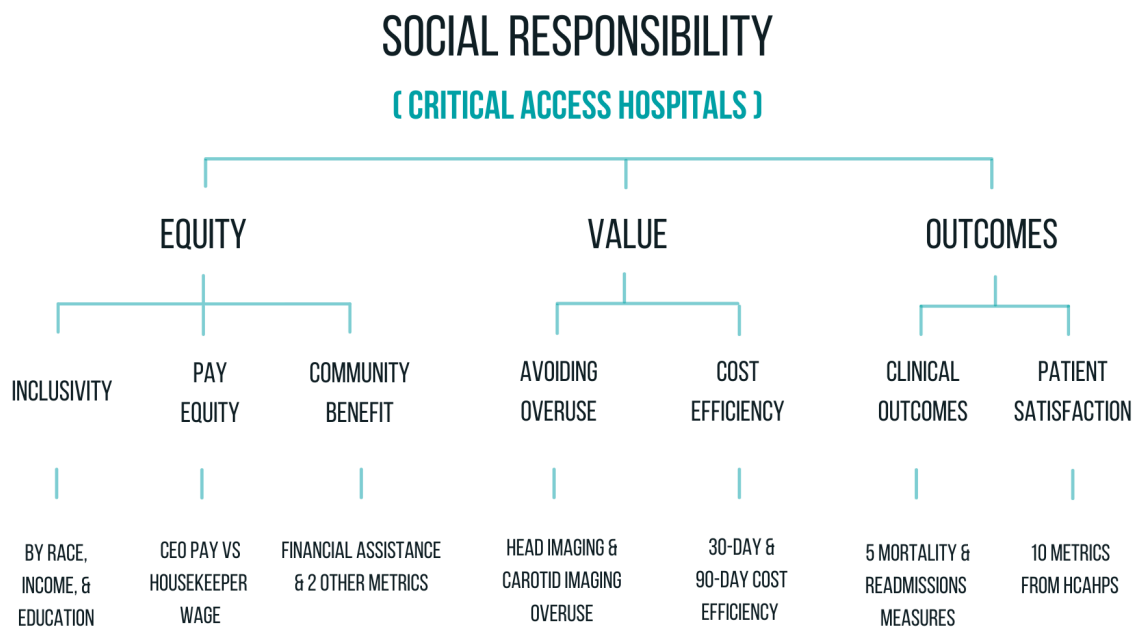 SOCIAL RESPONSIBILITY
( CRITICAL ACCESS HOSPITALS )
EQUITY
VALUE
OUTCOMES
INCLUSIVITY
PAY
EQUITY
COMMUNITY
BENEFIT
AVOIDING
OVERUSE
COST
EFFICIENCY
CLINICAL
OUTCOMES
PATIENT
SATISFACTION
BY RACE,
INCOME, &
EDUCATION
CEO PAY VS
HOUSEKEEPER
WAGE
FINANCIAL ASSISTANCE
& 2 OTHER METRICS
HEAD IMAGING &
CAROTID IMAGING
OVERUSE
30-DAY &
90-DAY COST
EFFICIENCY
5 MORTALITY &
READMISSIONS
MEASURES
10 METRICS
FROM HCAHPS